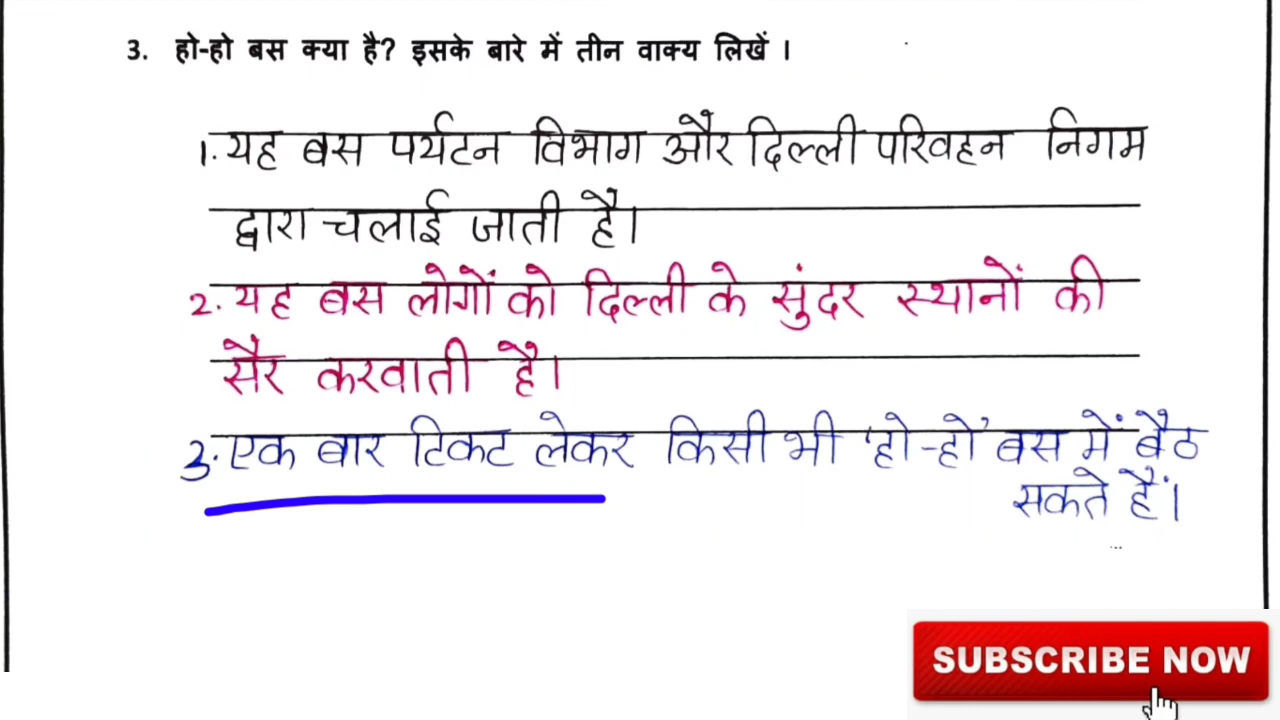 3. हो-हो बस क्या है? इसके बारे में तीन वाक्य लिखें ।
1. यह बस पर्यटन विभाग और दिल्ली परिवहन निगम
द्वारा चलाई जाती है।
2. यह बस लोगों को दिल्ली के सुंदर स्थानों की
सैर करवाती है।
3. एक बार टिकट लेकर किसी भी 'हो-हो' बस में बैठ
सकते हैं।
SUBSCRIBE NOW